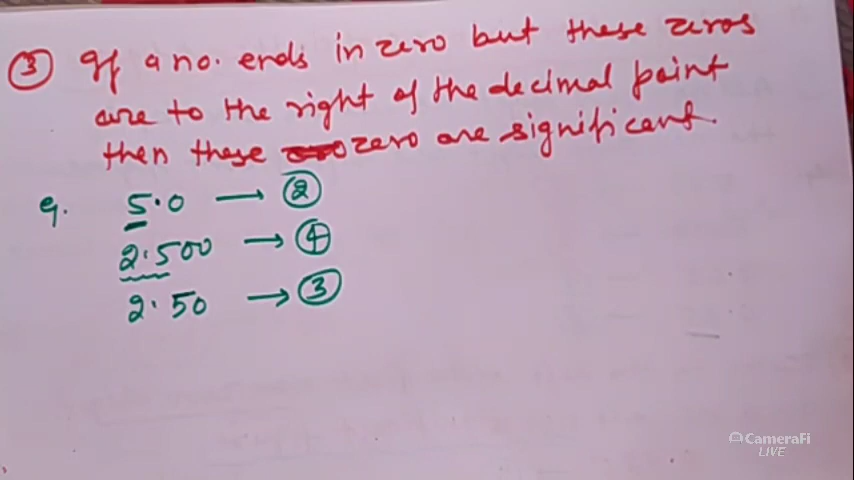 ③ If a no. ends in zero but these zeros
are to the right of the decimal point
then these zero are significant.
eg. 5.0 → ②
2.500 → ④
2.50 → ③
CameraFi
LIVE